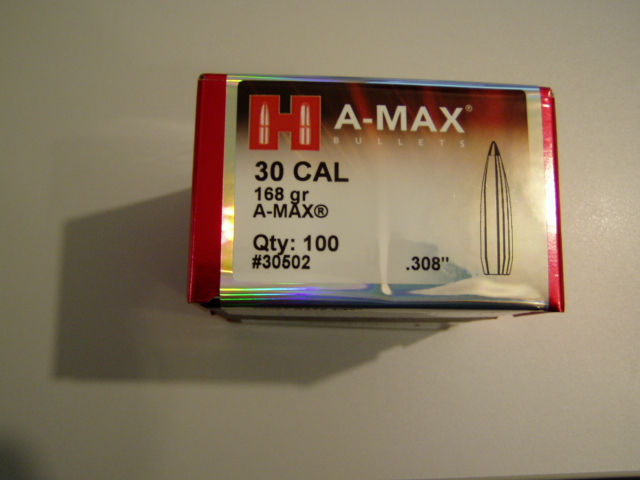 H A-MAX®
BULLETS
30 CAL
168 gr
A-MAX®
Qty: 100
#30502
.308"